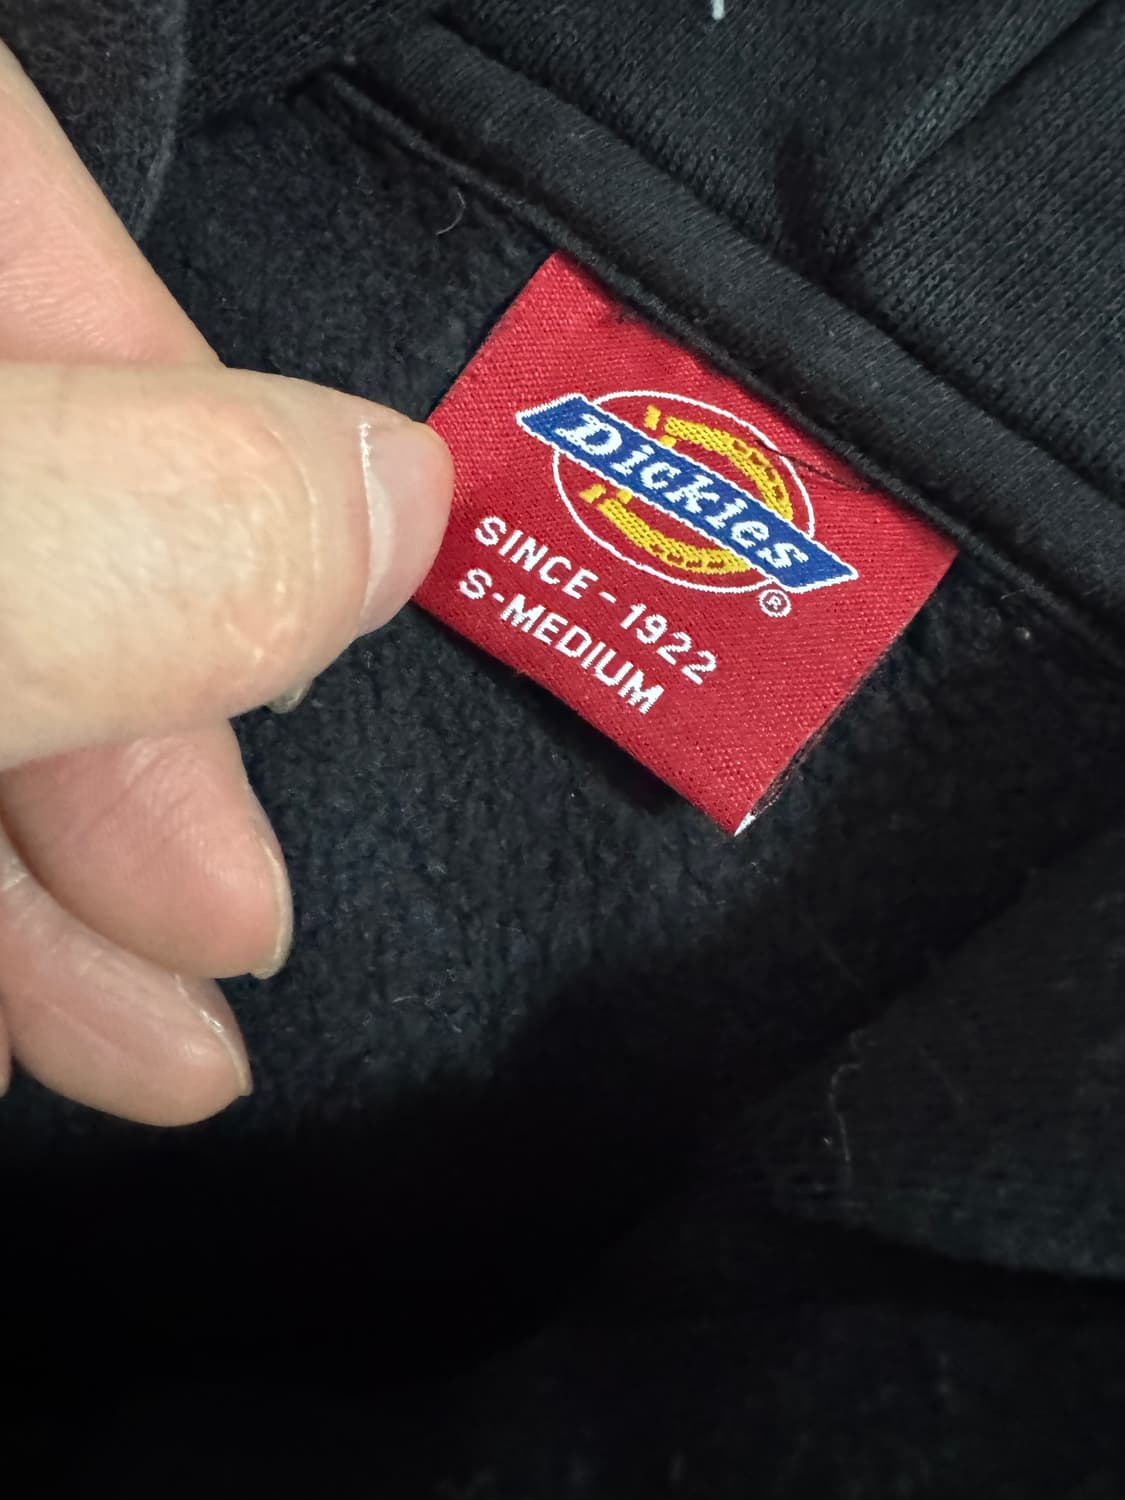 Dickies
®
SINCE - 1922
S-MEDIUM